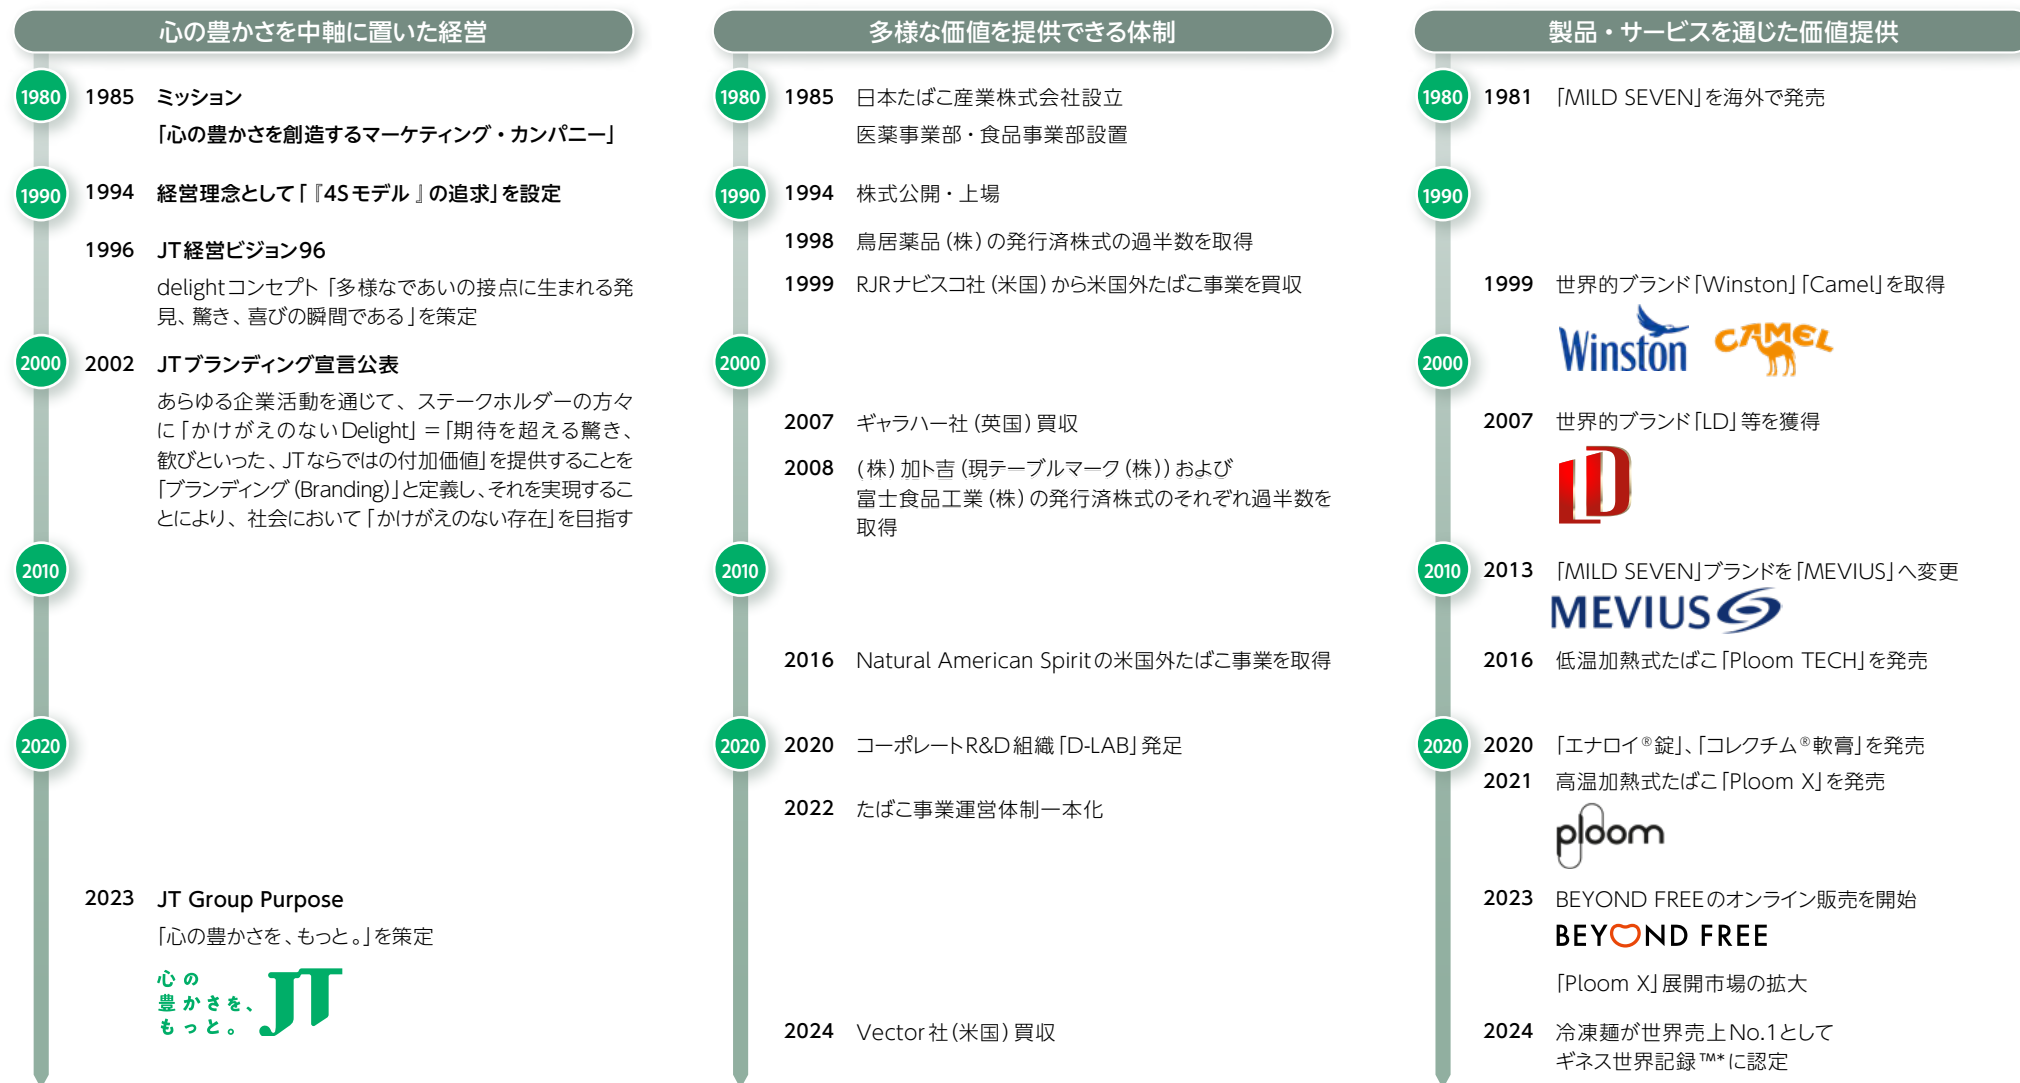 心の豊かさを中軸に置いた経営
1980
1985 ミッション
「心の豊かさを創造するマーケティング・カンパニー」
1990
1994 経営理念として「『4Sモデル』の追求」を設定
1996 JT経営ビジョン96
delightコンセプト「多様なであいの接点に生まれる発
見、驚き、喜びの瞬間である」を策定
2000
2002 JTブランディング宣言公表
あらゆる企業活動を通じて、ステークホルダーの方々
に「かけがえのないDelight」=「期待を超える驚き、
歓びといった、JTならではの付加価値」を提供することを
「ブランディング(Branding)」と定義し、それを実現するこ
とにより、社会において「かけがえのない存在」を目指す
2010
2020
2023 JT Group Purpose
「心の豊かさを、もっと。」を策定
心の
豊かさを、
もっと。
JT
多様な価値を提供できる体制
1980
1985 日本たばこ産業株式会社設立
医薬事業部・食品事業部設置
1990
1994 株式公開・上場
1998 鳥居薬品(株)の発行済株式の過半数を取得
1999 RJRナビスコ社(米国)から米国外たばこ事業を買収
2000
2007 ギャラハー社(英国)買収
2008 (株)加ト吉(現テーブルマーク(株))および
富士食品工業(株)の発行済株式のそれぞれ過半数を
取得
2010
2016 Natural American Spiritの米国外たばこ事業を取得
2020
2020 コーポレートR&D組織「D-LAB」発足
2022 たばこ事業運営体制一本化
2024 Vector社(米国)買収
製品・サービスを通じた価値提供
1980
1981 「MILD SEVEN」を海外で発売
1990
1999 世界的ブランド「Winston」「Camel」を取得
Winston CAMEL
2000
2007 世界的ブランド「LD」等を獲得
LD
2010
2013 「MILD SEVEN」ブランドを「MEVIUS」へ変更
MEVIUS
2016 低温加熱式たばこ「Ploom TECH」を発売
2020
2020 「エナロイ®錠」、「コレクチム®軟膏」を発売
2021 高温加熱式たばこ「Ploom X」を発売
ploom
2023 BEYOND FREEのオンライン販売を開始
BEYOND FREE
「Ploom X」展開市場の拡大
2024 冷凍麺が世界売上No.1として
ギネス世界記録™*に認定